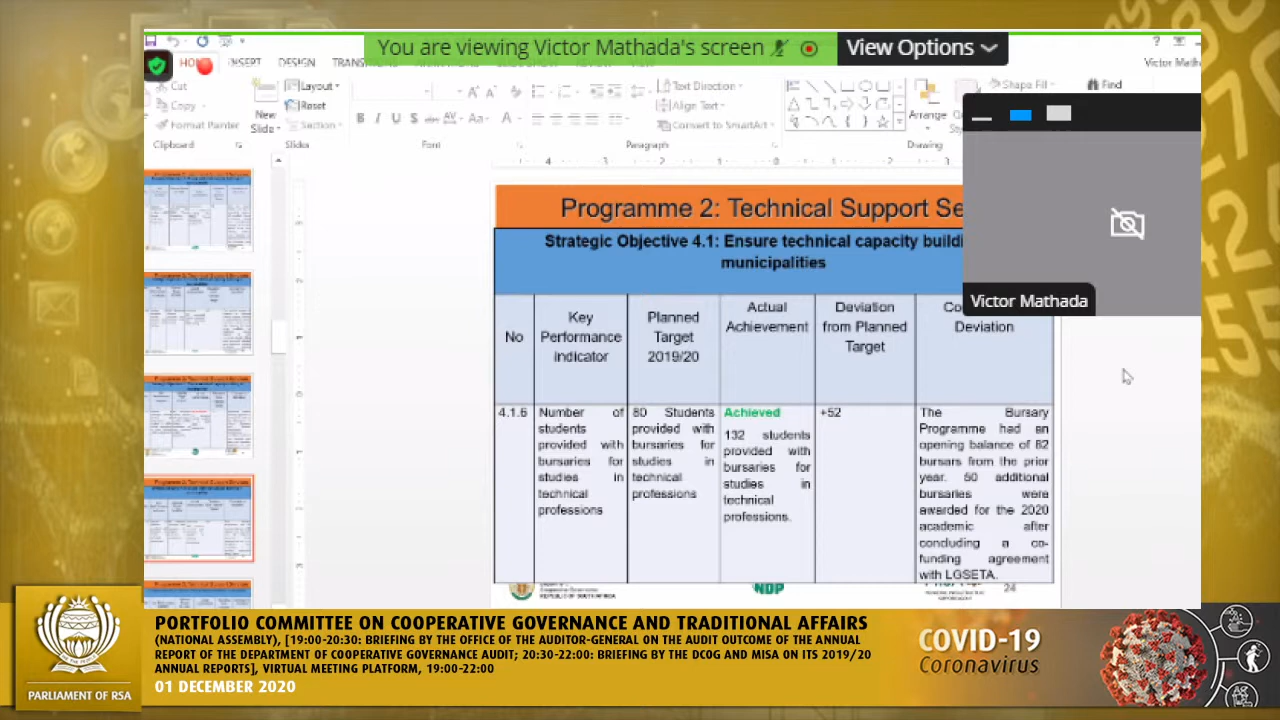 You are viewing Victor Mathada's screen
View Options
INSERT
DESIGN
Victor Math
Cut
Copy
Format Painter
Clipboard
New
Slide
Layout
Reset
Section
Slides
Font
Text Direction
Align Text
Convert to SmartArt
Paragraph
Arrange
Drawing
Shape Fill
Find
Victor Mathada
Programme 2: Technical Support Se
Strategic Objective 4.1: Ensure technical capacity buildi
municipalities
No
Key
Performance
indicator
Planned
Target
2019/20
Actual
Achievement
Deviation
from Planned
Target
Co
Deviation
4.1.6
Number of
students
provided with
bursaries for
studies in
technical
professions
80 students
provided with
bursaries for
studies in
technical
professions
Achieved
132 students
provided with
bursaries for
studies in
technical
professions.
+52
The Bursary
Programme had an
opening balance of 82
bursars from the prior
year. 50 additional
bursaries were
awarded for the 2020
academic after
concluding a co-
funding agreement
with LGSETA.
REPUBLIC OF SOUTH AFRICA
NDP
24
PORTFOLIO COMMITTEE ON COOPERATIVE GOVERNANCE AND TRADITIONAL AFFAIRS
(NATIONAL ASSEMBLY), [19:00-20:30: BRIEFING BY THE OFFICE OF THE AUDITOR-GENERAL ON THE AUDIT OUTCOME OF THE ANNUAL
REPORT OF THE DEPARTMENT OF COOPERATIVE GOVERNANCE AUDIT; 20:30-22:00: BRIEFING BY THE DCOG AND MISA ON ITS 2019/20
ANNUAL REPORTS], VIRTUAL MEETING PLATFORM, 19:00-22:00
01 DECEMBER 2020
PARLIAMENT OF RSA
COVID-19
Coronavirus